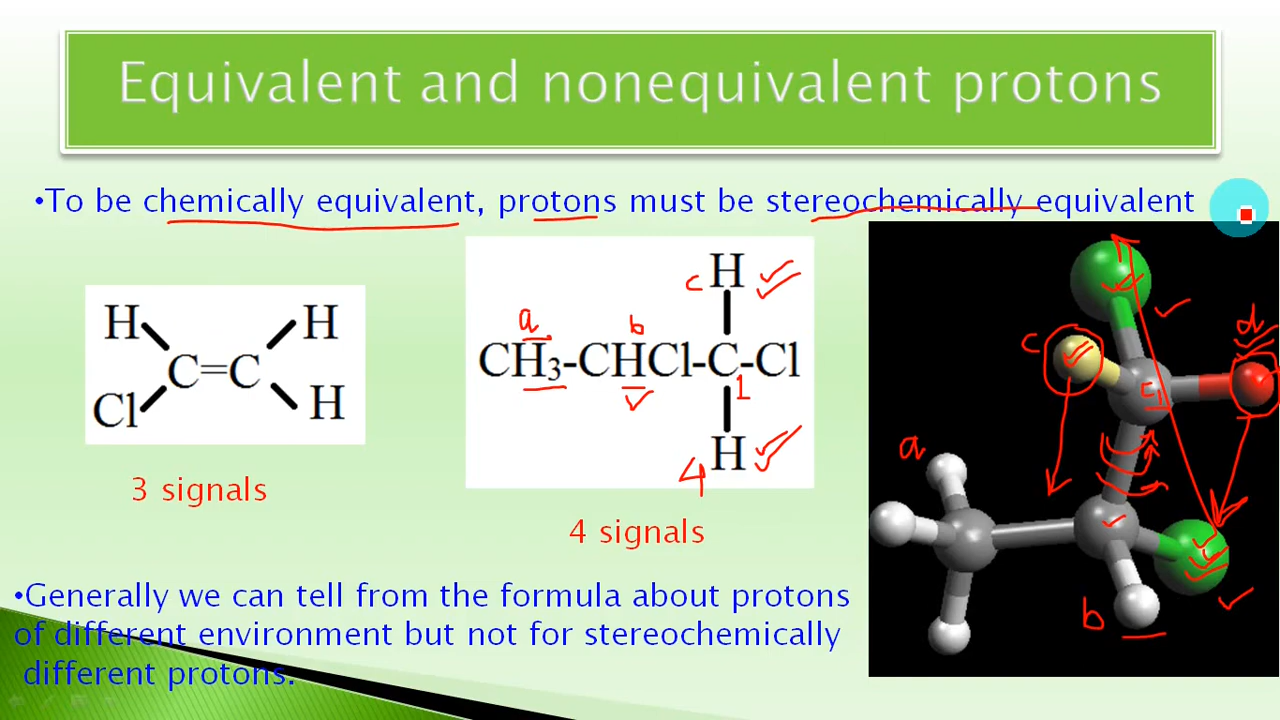 Equivalent and nonequivalent protons
•To be chemically equivalent, protons must be stereochemically equivalent
H H
C=C
Cl H
3 signals
c H
a b
CH3-CHCl-C-Cl
1
4 H
4 signals
c
d
C1
a
b
•Generally we can tell from the formula about protons
of different environment but not for stereochemically
different protons.